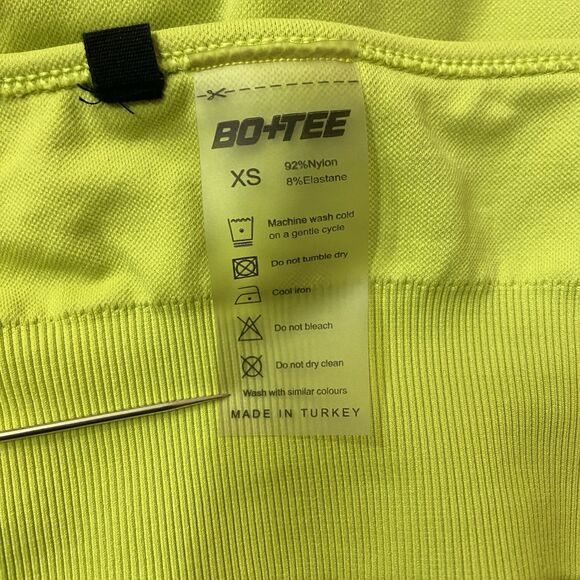 BO+TEE
XS
92%Nylon
8%Elastane
Machine wash cold
on a gentle cycle
Do not tumble dry
Cool iron
Do not bleach
Do not dry clean
Wash with similar colours
MADE IN TURKEY